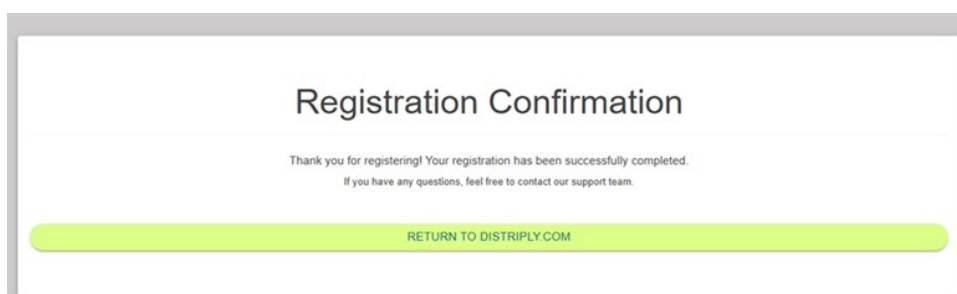 Registration Confirmation
Thank you for registering! Your registration has been successfully completed.
If you have any questions, feel free to contact our support team.
RETURN TO DISTRIPLY.COM